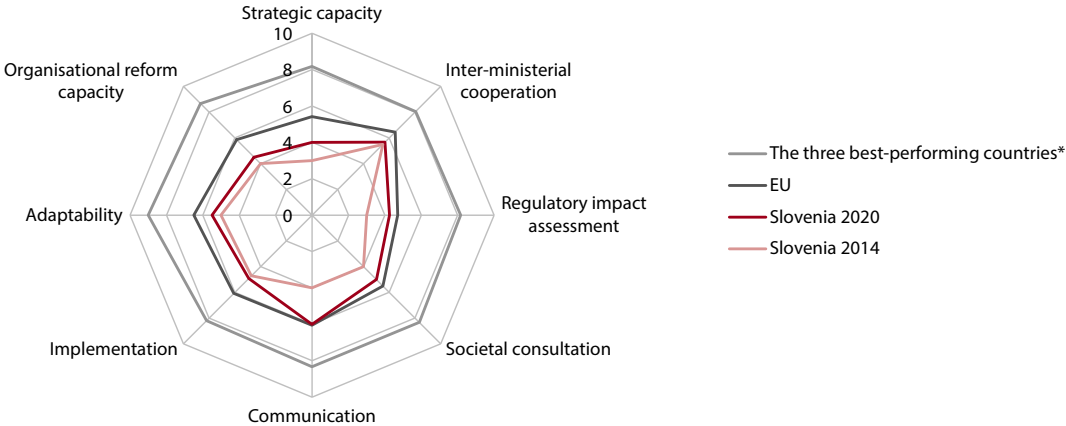 Strategic capacity
10
8
6
4
2
0
Inter-ministerial
cooperation
Regulatory impact
assessment
Societal consultation
Communication
Implementation
Adaptability
Organisational reform
capacity
The three best-performing countries*
EU
Slovenia 2020
Slovenia 2014